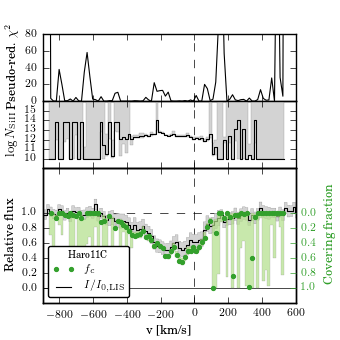 80
60
40
20
0
Pseudo-red. χ²
15
14
13
12
11
10
log N_SiII
1.0
0.8
0.6
0.4
0.2
0.0
Relative flux
0.0
0.2
0.4
0.6
0.8
1.0
Covering fraction
Haro11C
f_c
I/I_0,LIS
−800 −600 −400 −200 0 200 400 600
v [km/s]